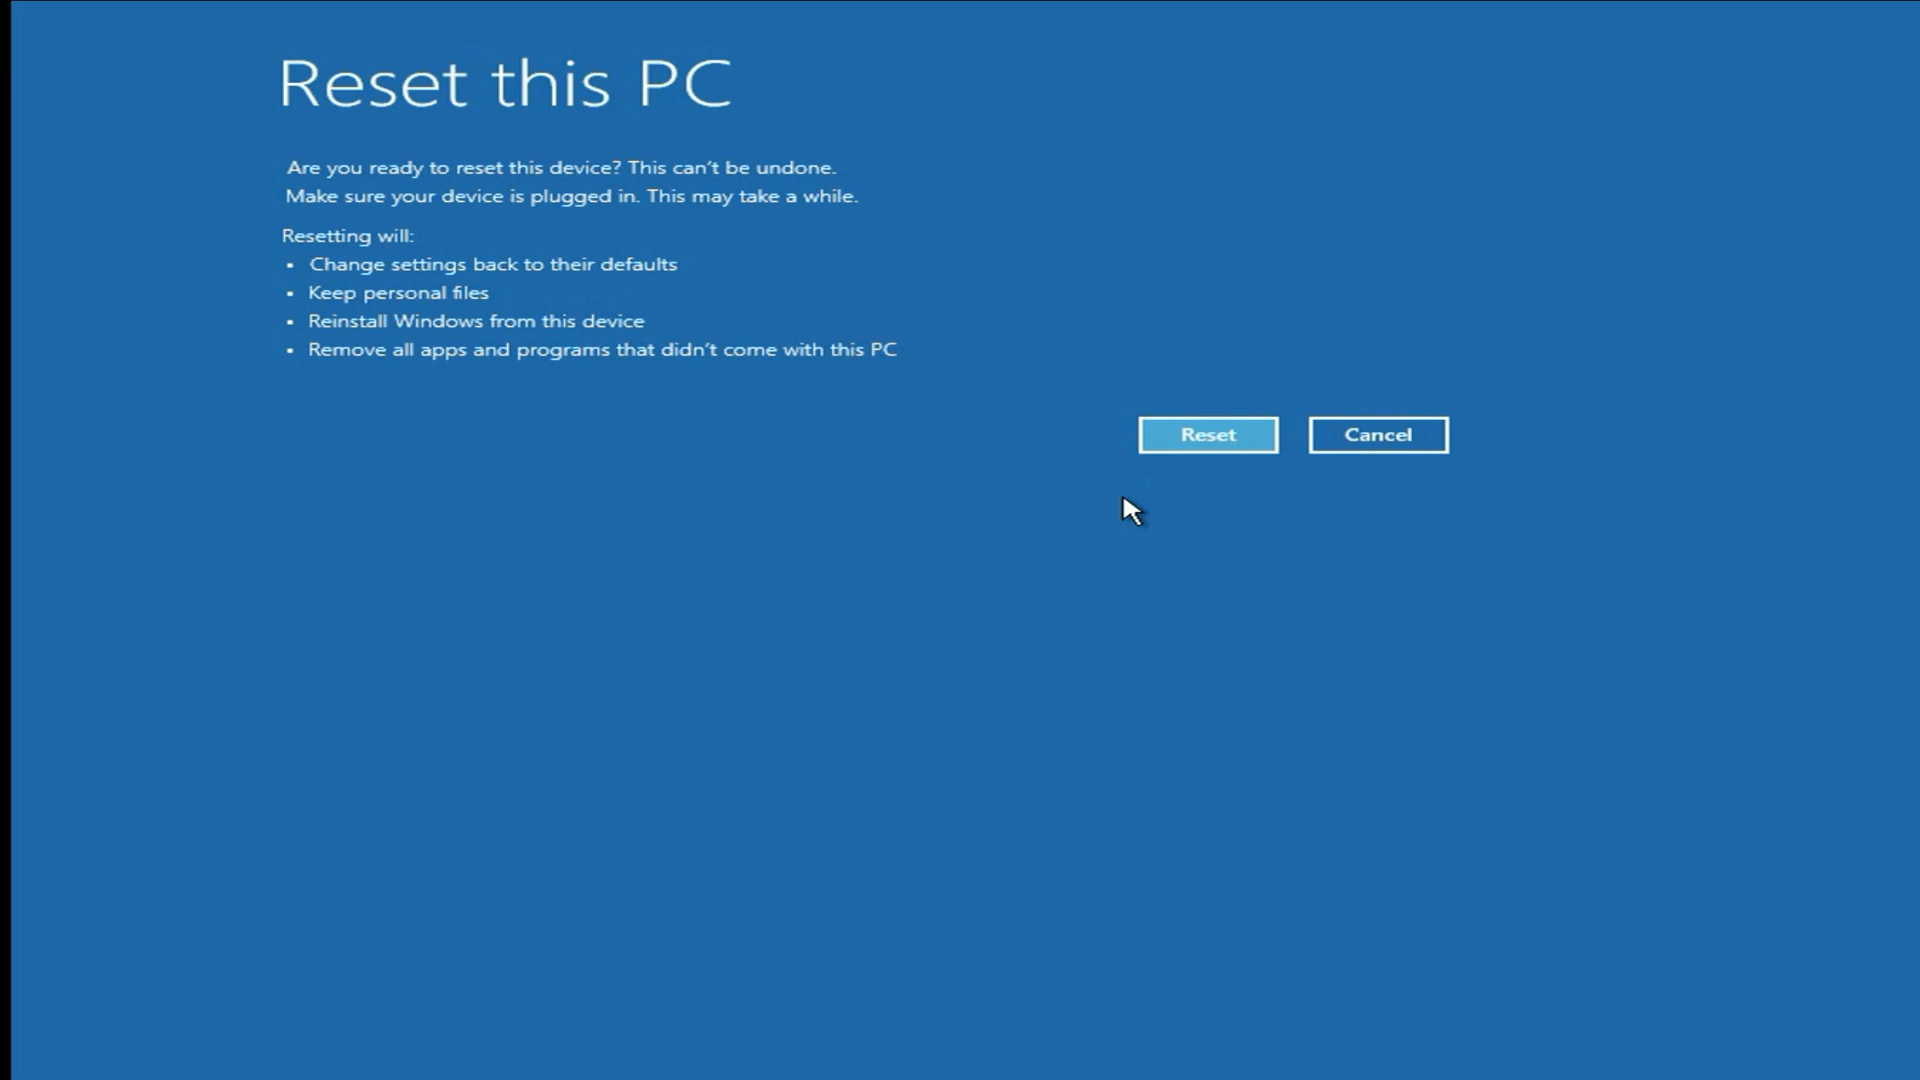 Reset this PC
Are you ready to reset this device? This can't be undone.
Make sure your device is plugged in. This may take a while.
Resetting will:
• Change settings back to their defaults
• Keep personal files
• Reinstall Windows from this device
• Remove all apps and programs that didn't come with this PC
Reset Cancel